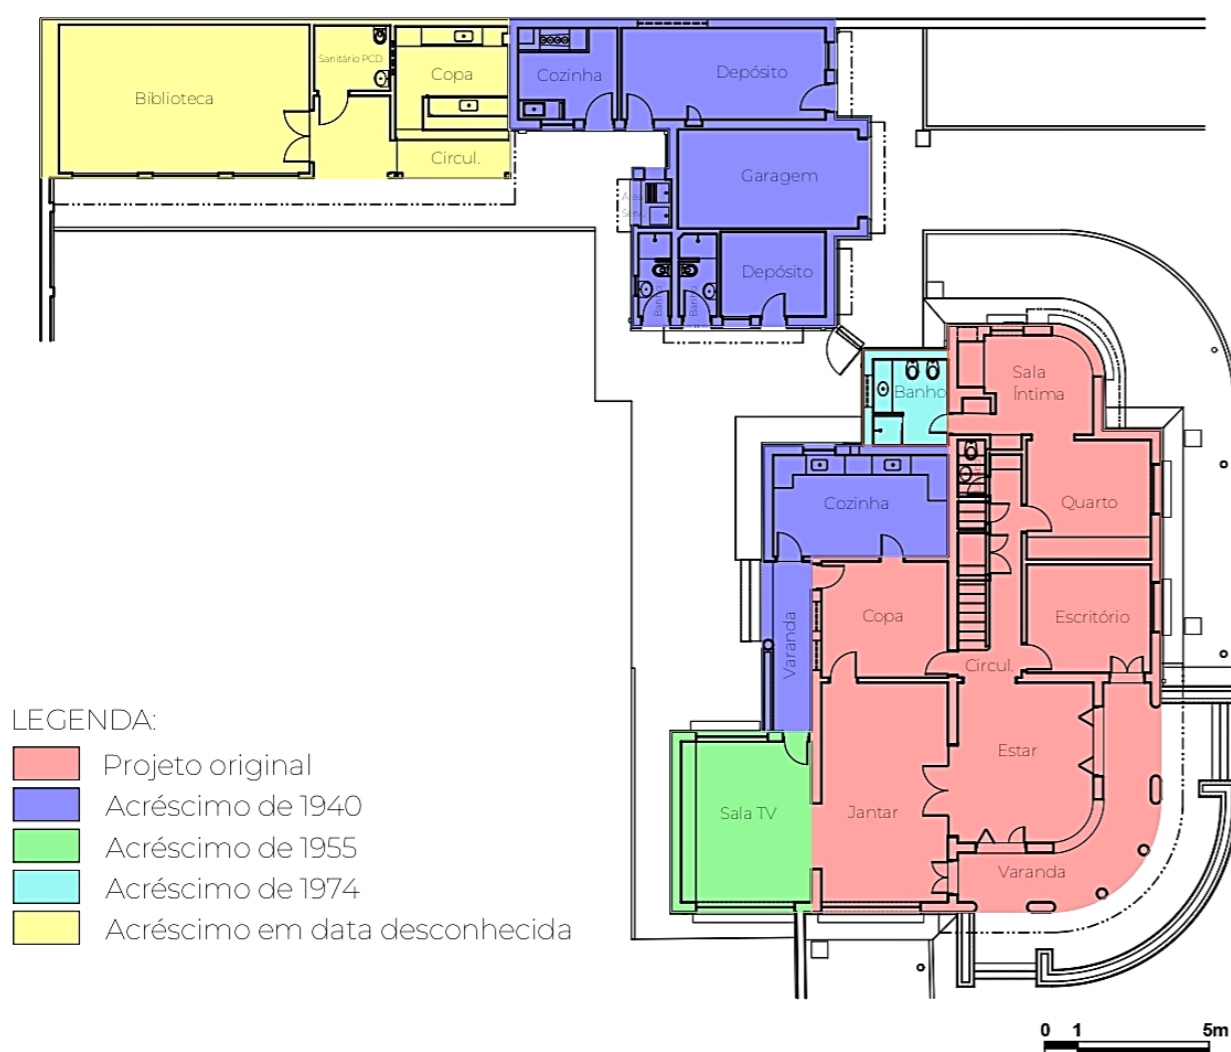 Sanitário PCD
Copa
Cozinha
Depósito
Biblioteca
Circul.
Garagem
Área
Serv.
Depósito
Banho
Banho
Sala
Íntima
Banho
Cozinha
Quarto
Copa
Varanda
Escritório
Circul.
Estar
Sala TV
Jantar
Varanda
LEGENDA:
Projeto original
Acréscimo de 1940
Acréscimo de 1955
Acréscimo de 1974
Acréscimo em data desconhecida
0 1 5m